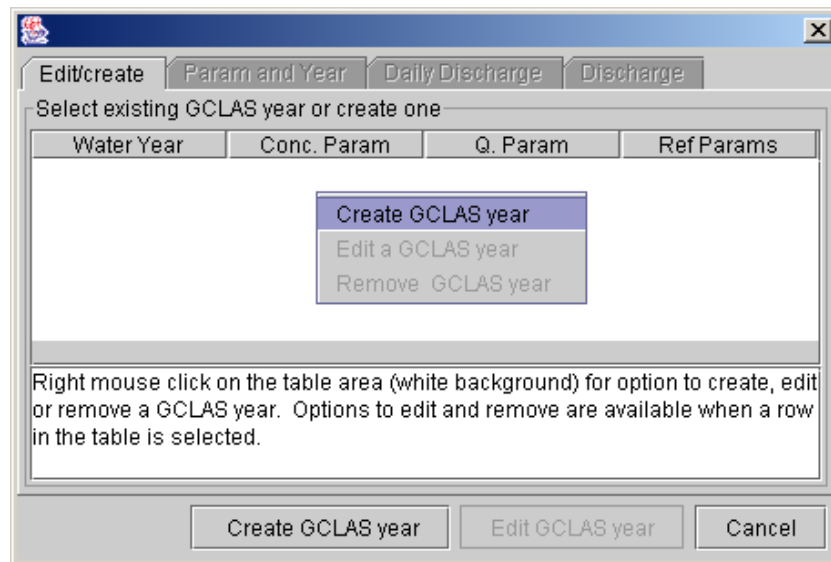 Edit/create Param and Year Daily Discharge Discharge
Select existing GCLAS year or create one
Water Year Conc. Param Q. Param Ref Params
Create GCLAS year
Edit a GCLAS year
Remove GCLAS year
Right mouse click on the table area (white background) for option to create, edit
or remove a GCLAS year. Options to edit and remove are available when a row
in the table is selected.
Create GCLAS year Edit GCLAS year Cancel